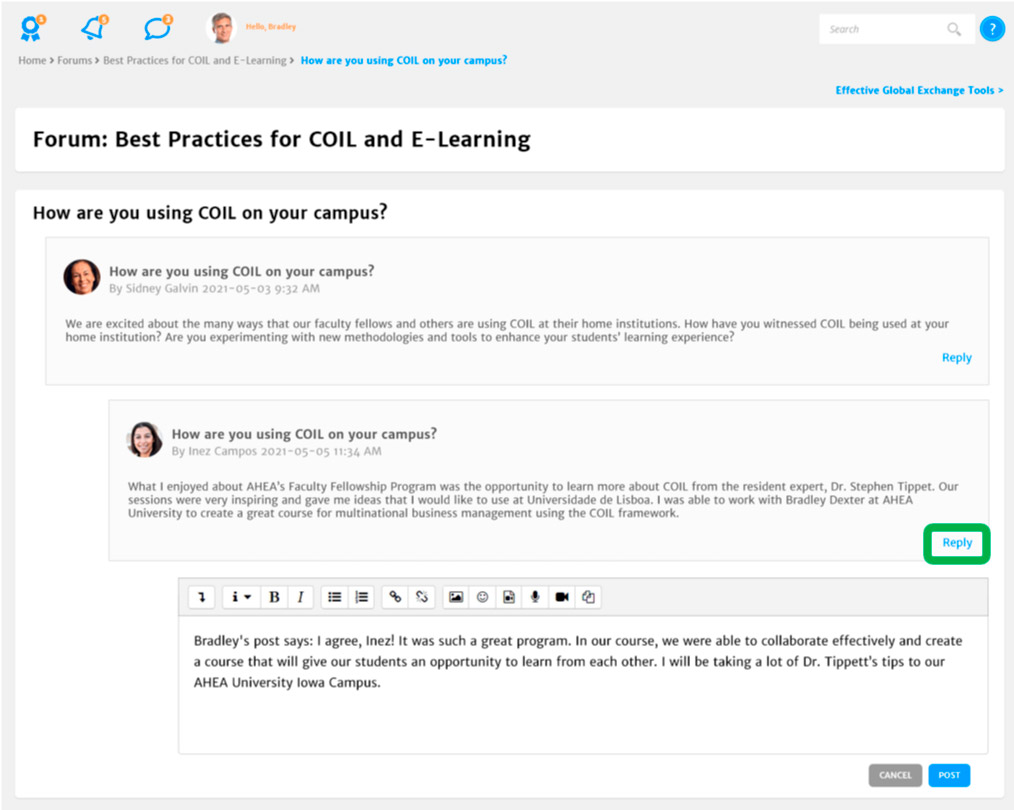 5 5 3 Hello, Bradley Search ?
Home > Forums > Best Practices for COIL and E-Learning > How are you using COIL on your campus?
Effective Global Exchange Tools >
Forum: Best Practices for COIL and E-Learning
How are you using COIL on your campus?
How are you using COIL on your campus?
By Sidney Galvin 2021-05-03 9:32 AM
We are excited about the many ways that our faculty fellows and others are using COIL at their home institutions. How have you witnessed COIL being used at your
home institution? Are you experimenting with new methodologies and tools to enhance your students' learning experience?
Reply
How are you using COIL on your campus?
By Inez Campos 2021-05-05 11:34 AM
What I enjoyed about AHEA's Faculty Fellowship Program was the opportunity to learn more about COIL from the resident expert, Dr. Stephen Tippet. Our
sessions were very inspiring and gave me ideas that I would like to use at Universidade de Lisboa. I was able to work with Bradley Dexter at AHEA
University to create a great course for multinational business management using the COIL framework.
Reply
i B I
Bradley's post says: I agree, Inez! It was such a great program. In our course, we were able to collaborate effectively and create
a course that will give our students an opportunity to learn from each other. I will be taking a lot of Dr. Tippett's tips to our
AHEA University Iowa Campus.
CANCEL POST